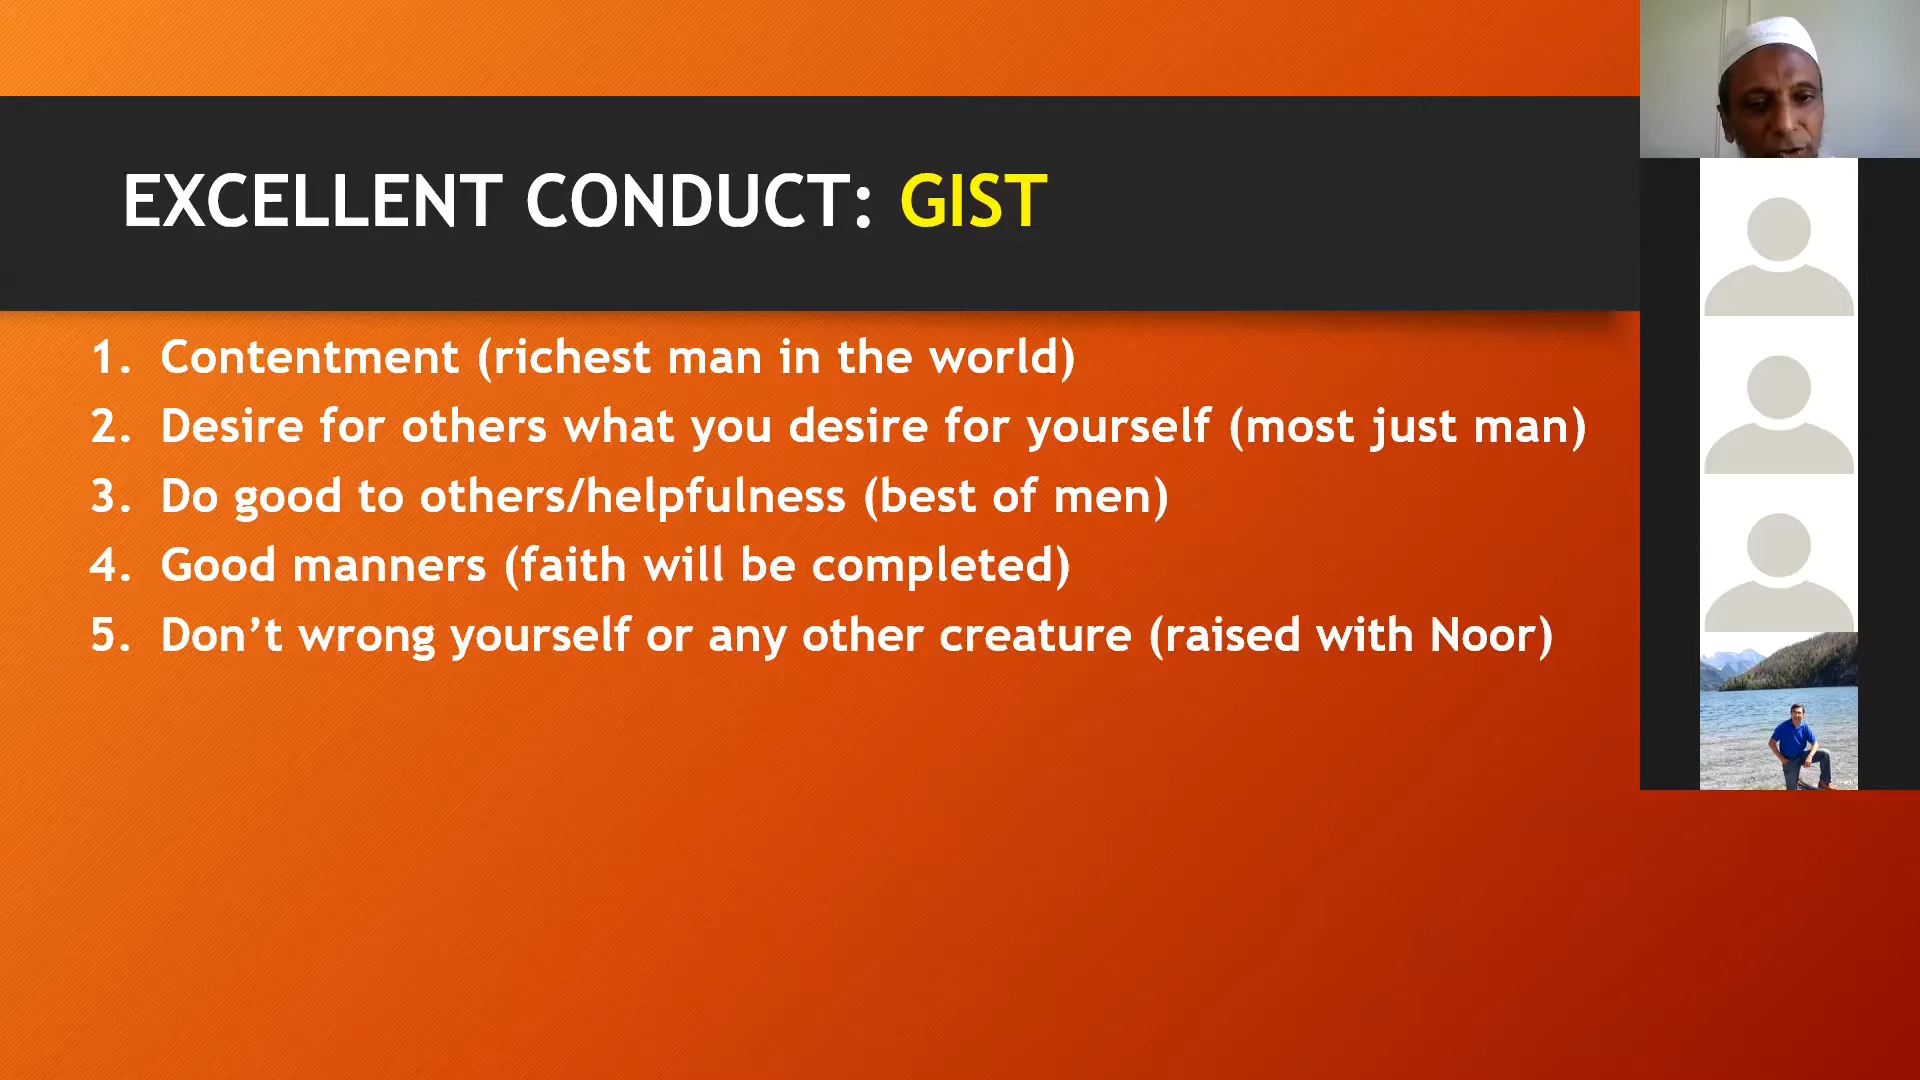 EXCELLENT CONDUCT: GIST
1. Contentment (richest man in the world)
2. Desire for others what you desire for yourself (most just man)
3. Do good to others/helpfulness (best of men)
4. Good manners (faith will be completed)
5. Don’t wrong yourself or any other creature (raised with Noor)